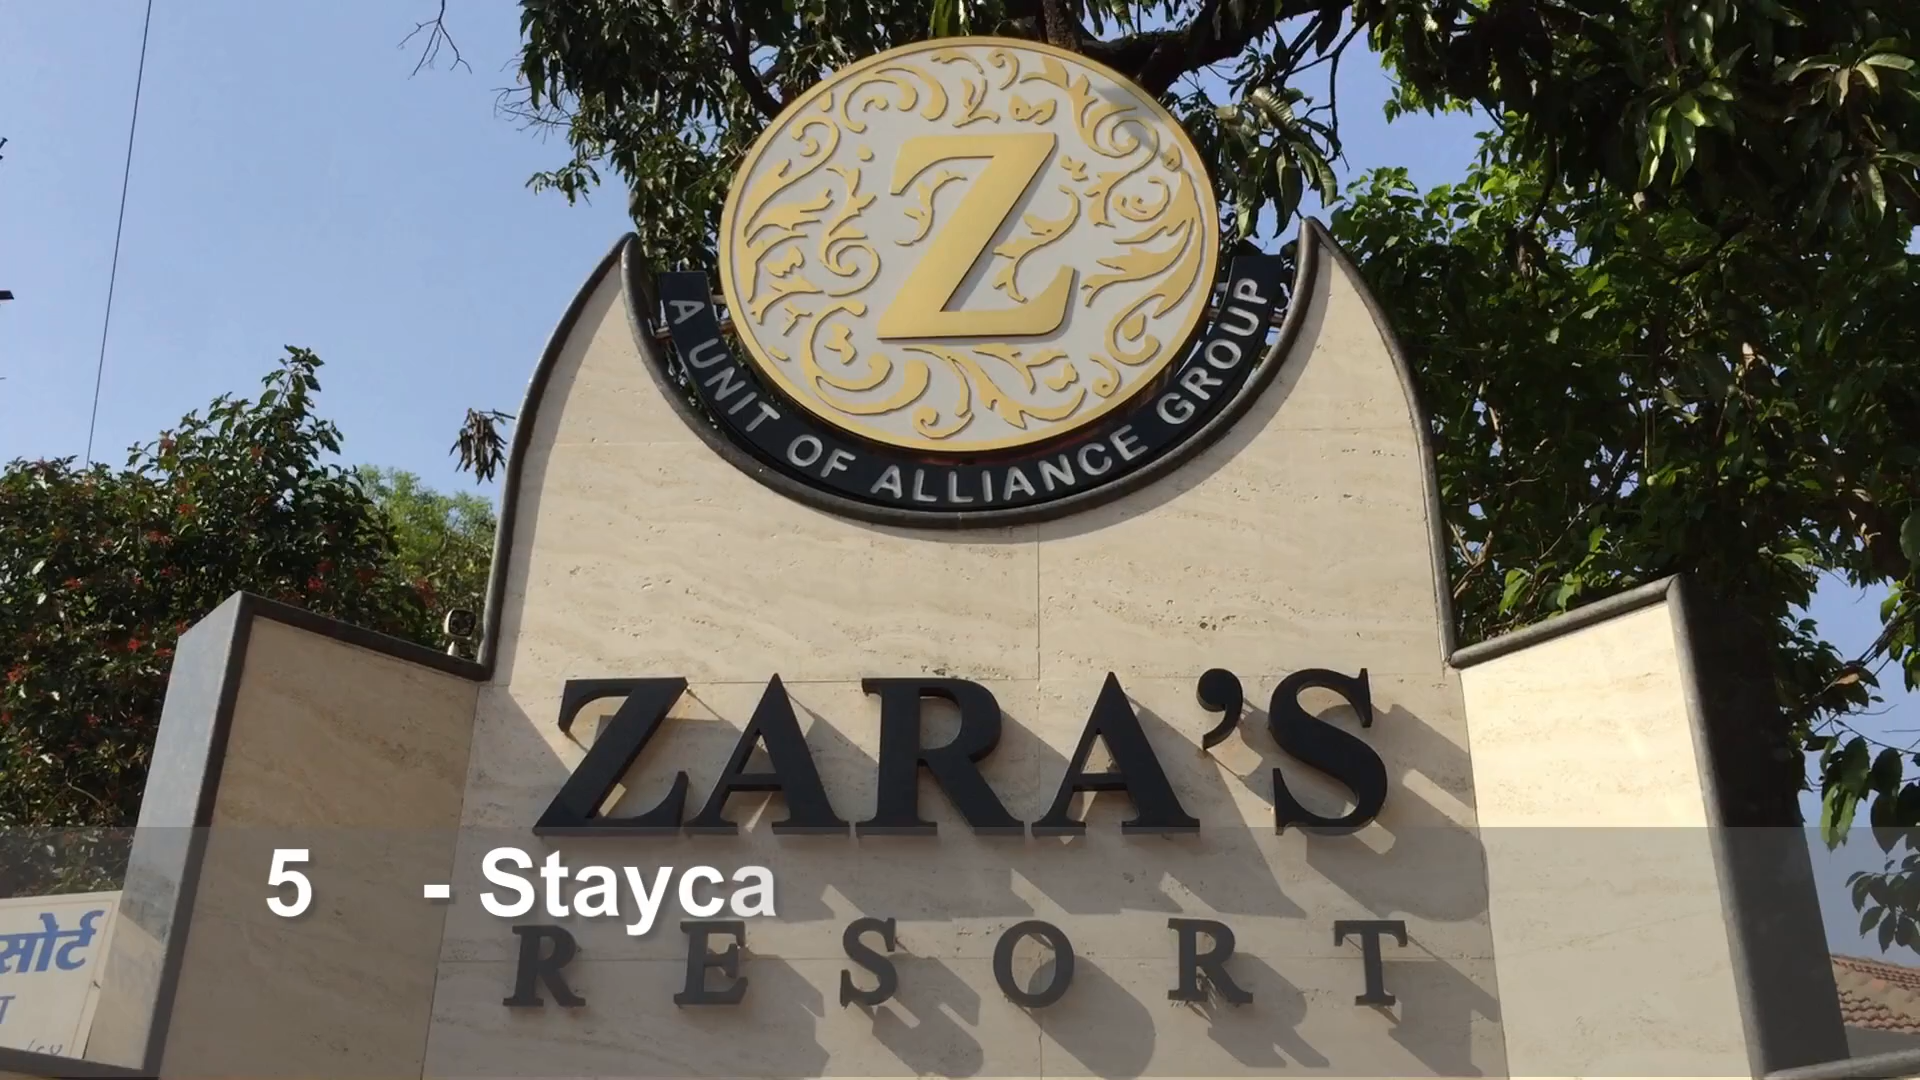 Z
A UNIT OF ALLIANCE GROUP
ZARA'S
5 - Stayca
RESORT
सोर्ट